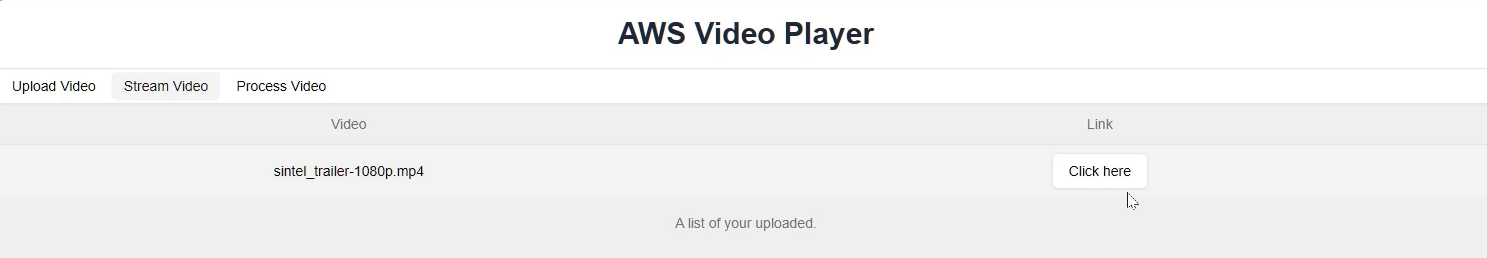 AWS Video Player
Upload Video Stream Video Process Video
Video Link
sintel_trailer-1080p.mp4 Click here
A list of your uploaded.